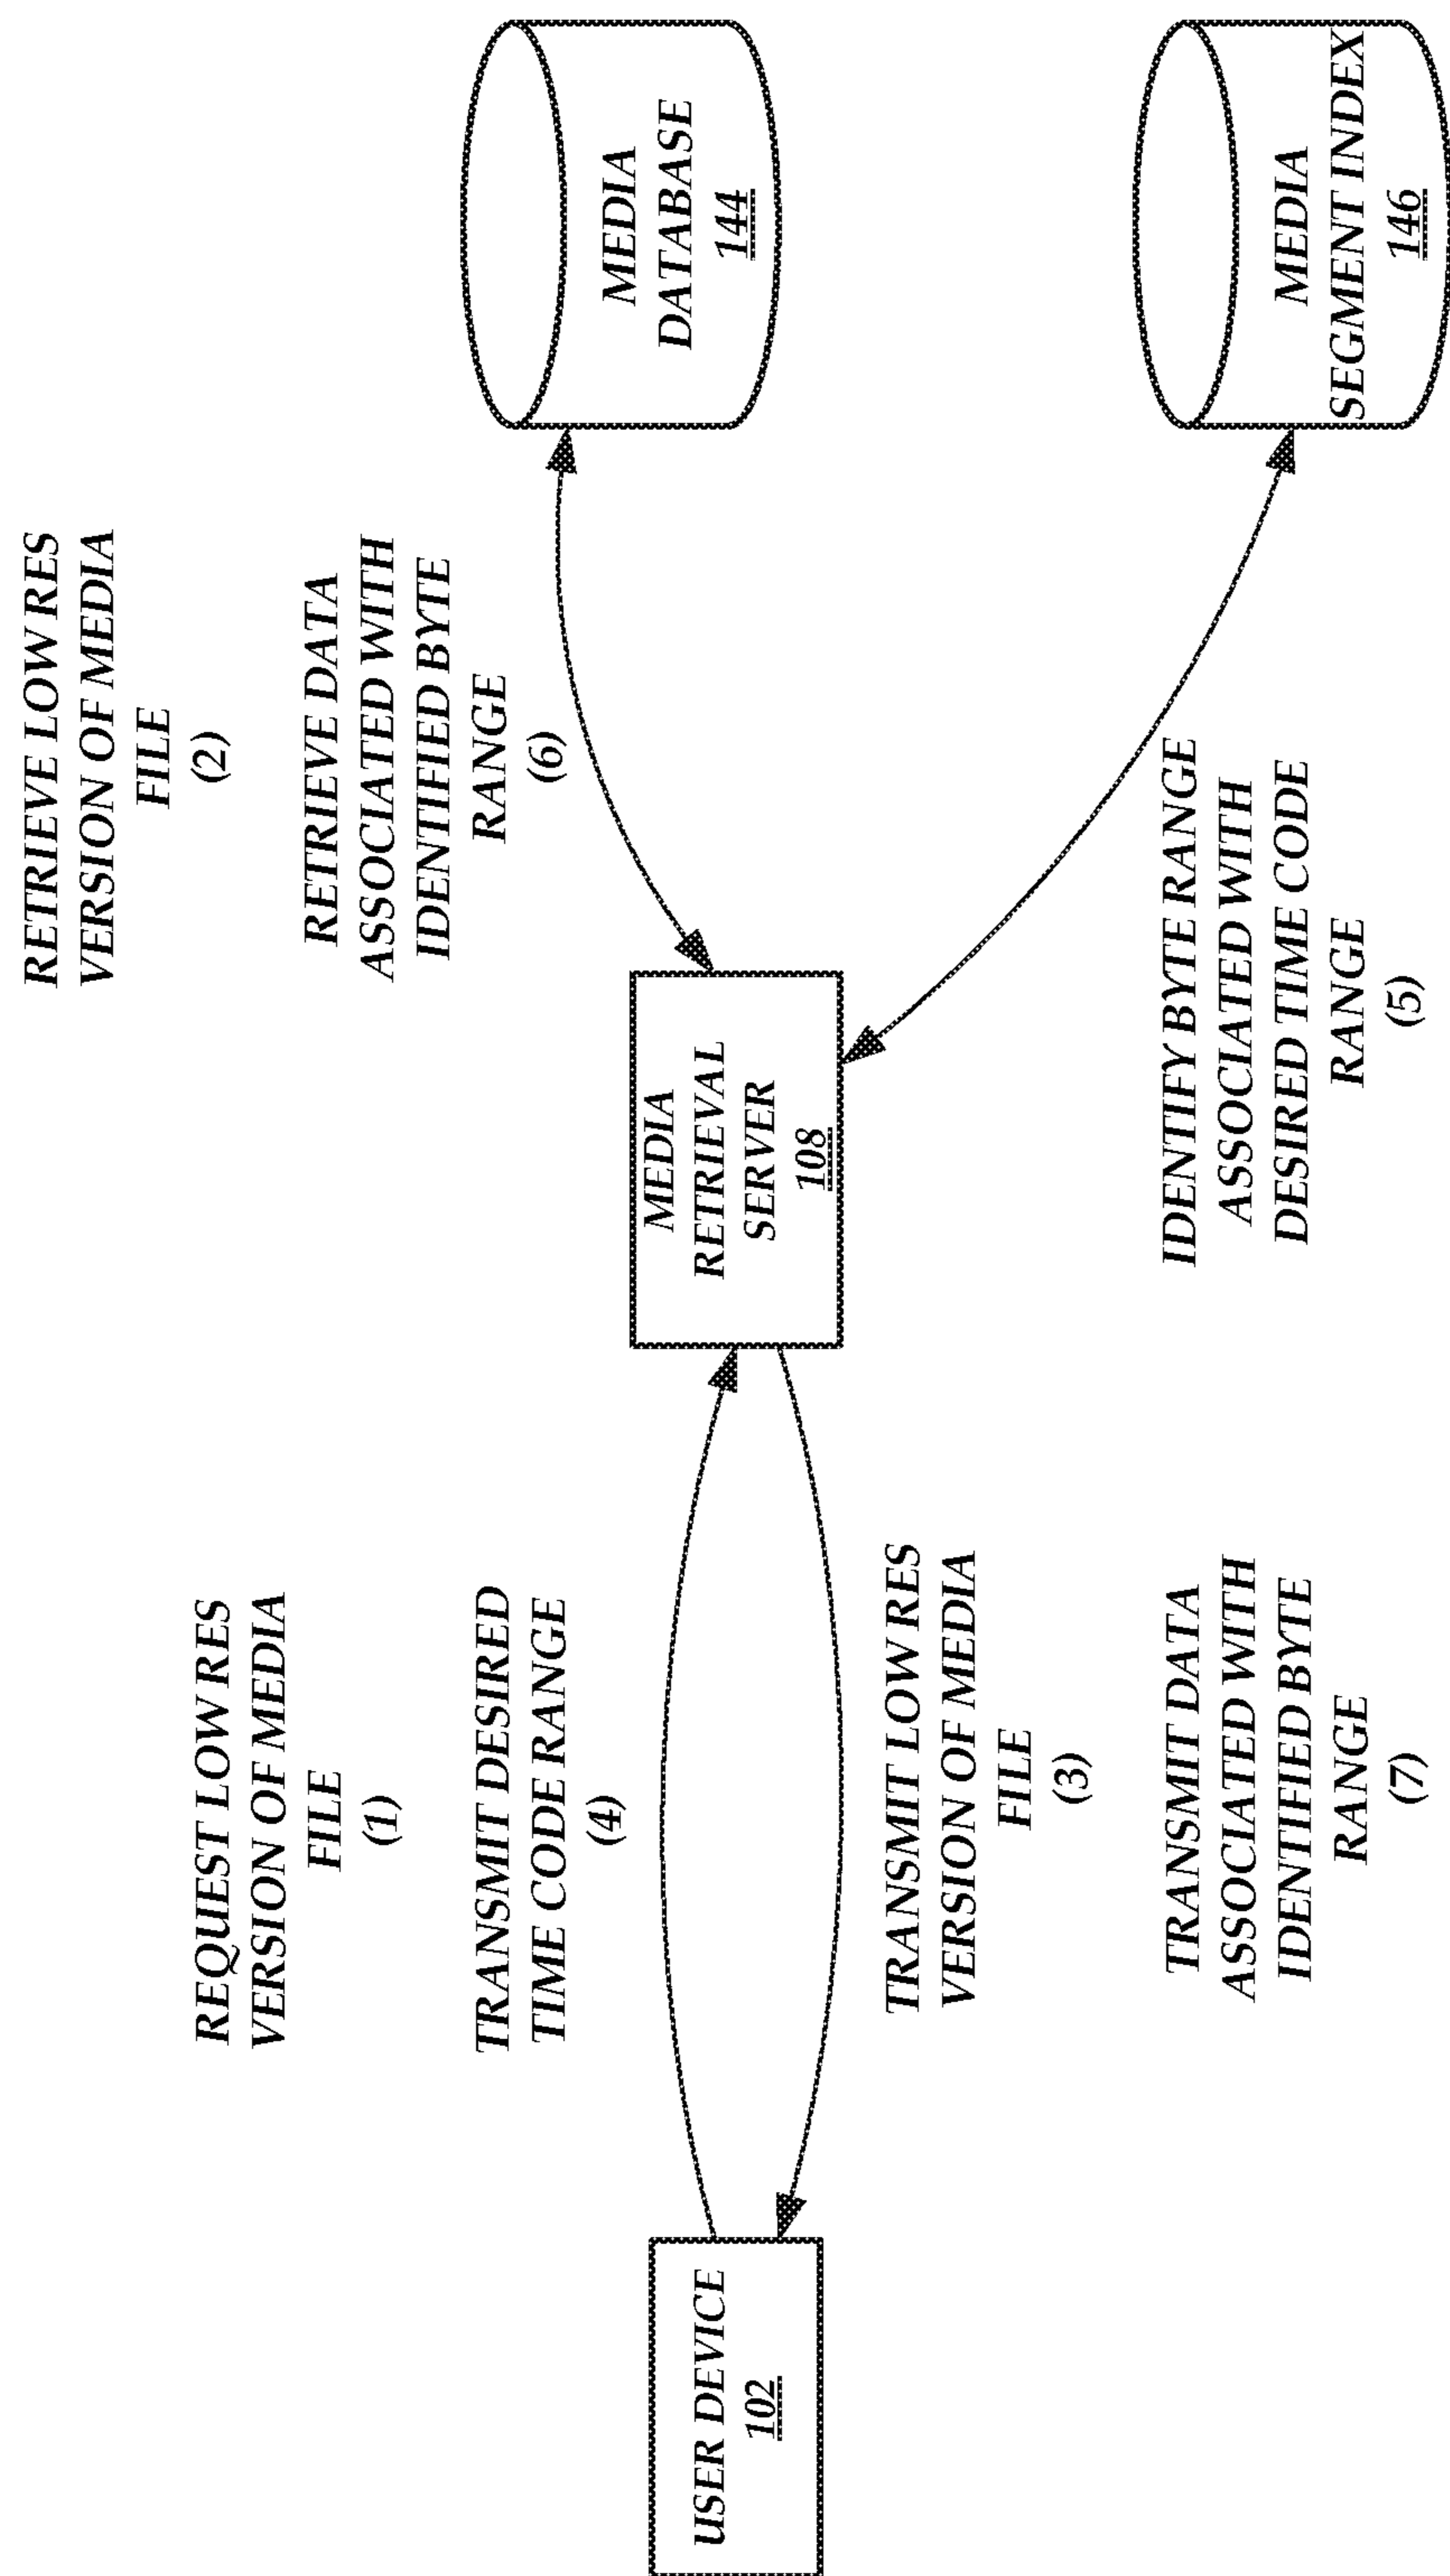 REQUEST LOW RES
VERSION OF MEDIA
FILE
(1)
TRANSMIT DESIRED
TIME CODE RANGE
(4)
RETRIEVE LOW RES
VERSION OF MEDIA
FILE
(2)
RETRIEVE DATA
ASSOCIATED WITH
IDENTIFIED BYTE
RANGE
(6)
USER DEVICE
102
MEDIA
RETRIEVAL
SERVER
108
MEDIA
DATABASE
144
TRANSMIT LOW RES
VERSION OF MEDIA
FILE
(3)
TRANSMIT DATA
ASSOCIATED WITH
IDENTIFIED BYTE
RANGE
(7)
IDENTIFY BYTE RANGE
ASSOCIATED WITH
DESIRED TIME CODE
RANGE
(5)
MEDIA
SEGMENT INDEX
146